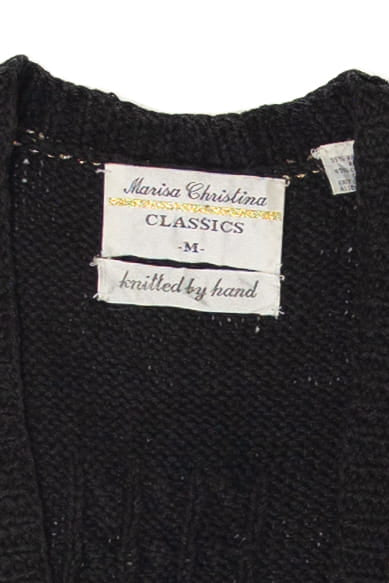 Marisa Christina
CLASSICS
-M-
knitted by hand